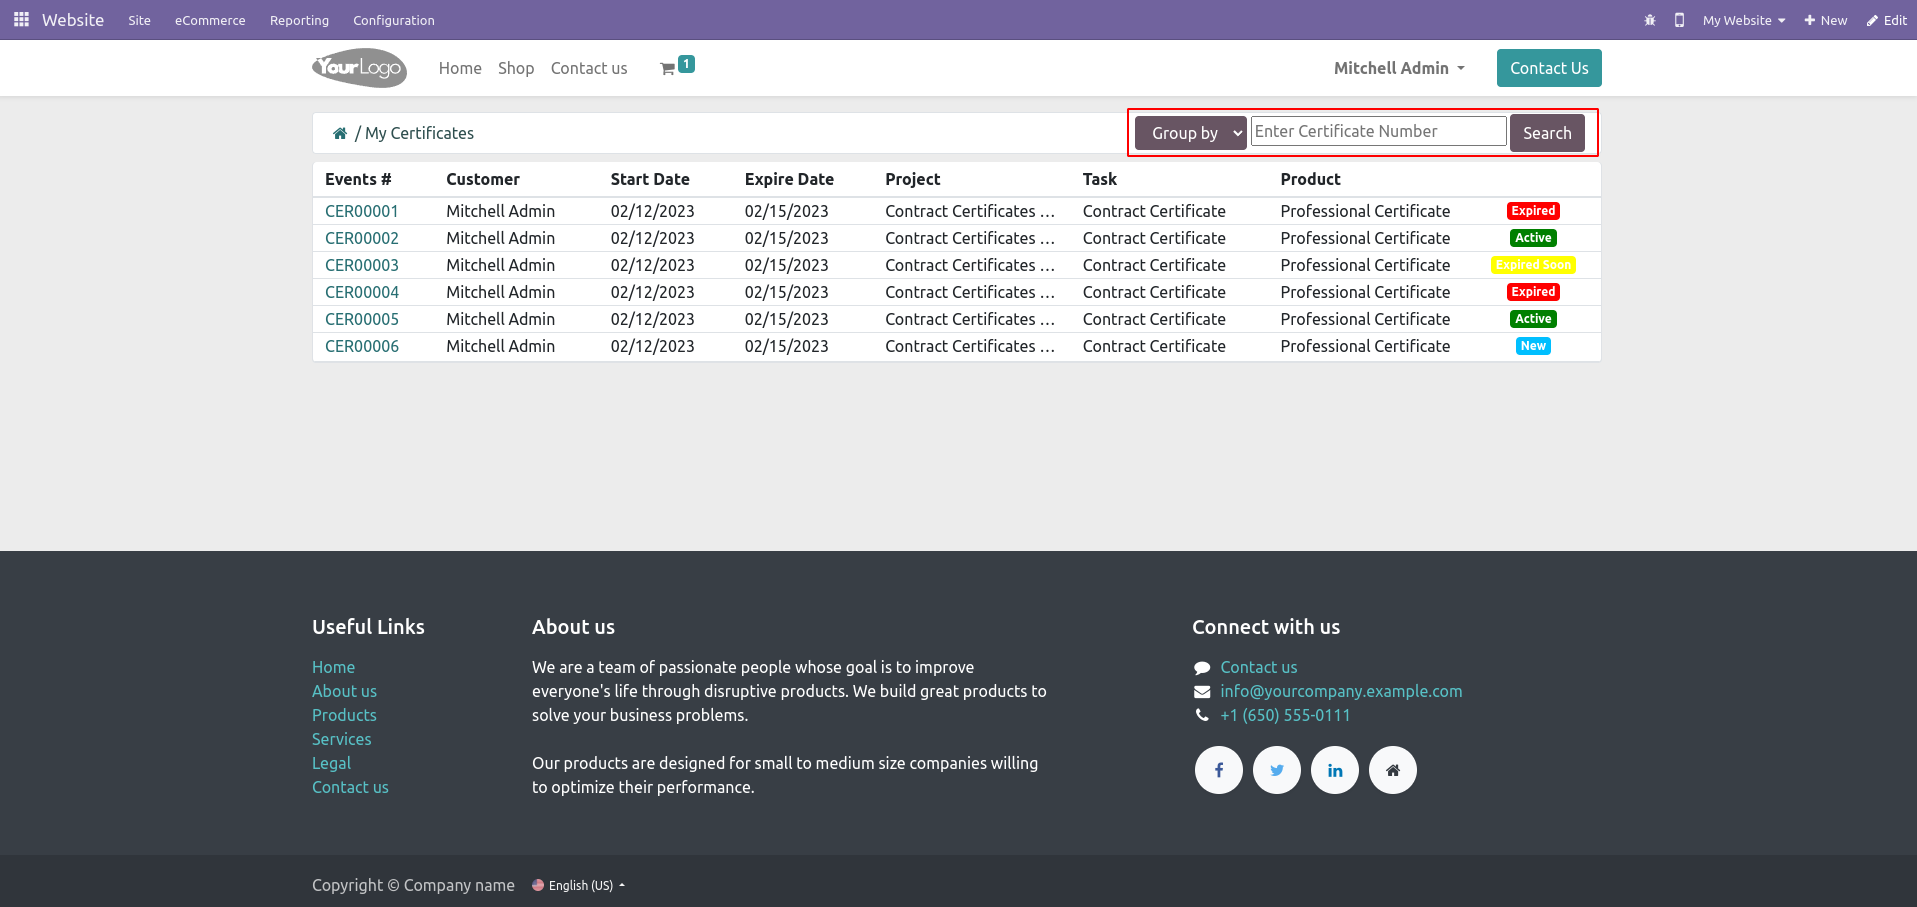 Website Site eCommerce Reporting Configuration My Website New Edit
YourLogo Home Shop Contact us 1 Mitchell Admin Contact Us
/ My Certificates Group by Enter Certificate Number Search
Events # Customer Start Date Expire Date Project Task Product
CER00001 Mitchell Admin 02/12/2023 02/15/2023 Contract Certificates ... Contract Certificate Professional Certificate Expired
CER00002 Mitchell Admin 02/12/2023 02/15/2023 Contract Certificates ... Contract Certificate Professional Certificate Active
CER00003 Mitchell Admin 02/12/2023 02/15/2023 Contract Certificates ... Contract Certificate Professional Certificate Expired Soon
CER00004 Mitchell Admin 02/12/2023 02/15/2023 Contract Certificates ... Contract Certificate Professional Certificate Expired
CER00005 Mitchell Admin 02/12/2023 02/15/2023 Contract Certificates ... Contract Certificate Professional Certificate Active
CER00006 Mitchell Admin 02/12/2023 02/15/2023 Contract Certificates ... Contract Certificate Professional Certificate New
Useful Links
Home
About us
Products
Services
Legal
Contact us
About us
We are a team of passionate people whose goal is to improve
everyone's life through disruptive products. We build great products to
solve your business problems.
Our products are designed for small to medium size companies willing
to optimize their performance.
Connect with us
Contact us
info@yourcompany.example.com
+1 (650) 555-0111
Copyright © Company name English (US)